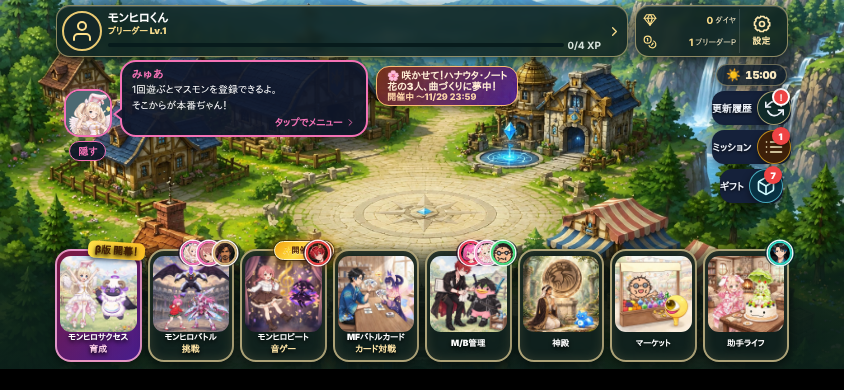 モンヒロくん
ブリーダーLv.1
0/4 XP
0 ダイヤ
1 ブリーダーP
設定
みゅあ
1回遊ぶとマスモンを登録できるよ。
そこからが本番ぢゃん!
タップでメニュー
隠す
🌸 咲かせて!ハナウタ・ノート
花の3人、曲づくりに夢中!
開催中 〜11/29 23:59
15:00
更新履歴
!
ミッション
1
ギフト
7
β版 開幕!
モンヒロサクセス
育成
モンヒロバトル
挑戦
開催
モンヒロビート
音ゲー
MFバトルカード
カード対戦
M/B管理
神殿
マーケット
助手ライフ